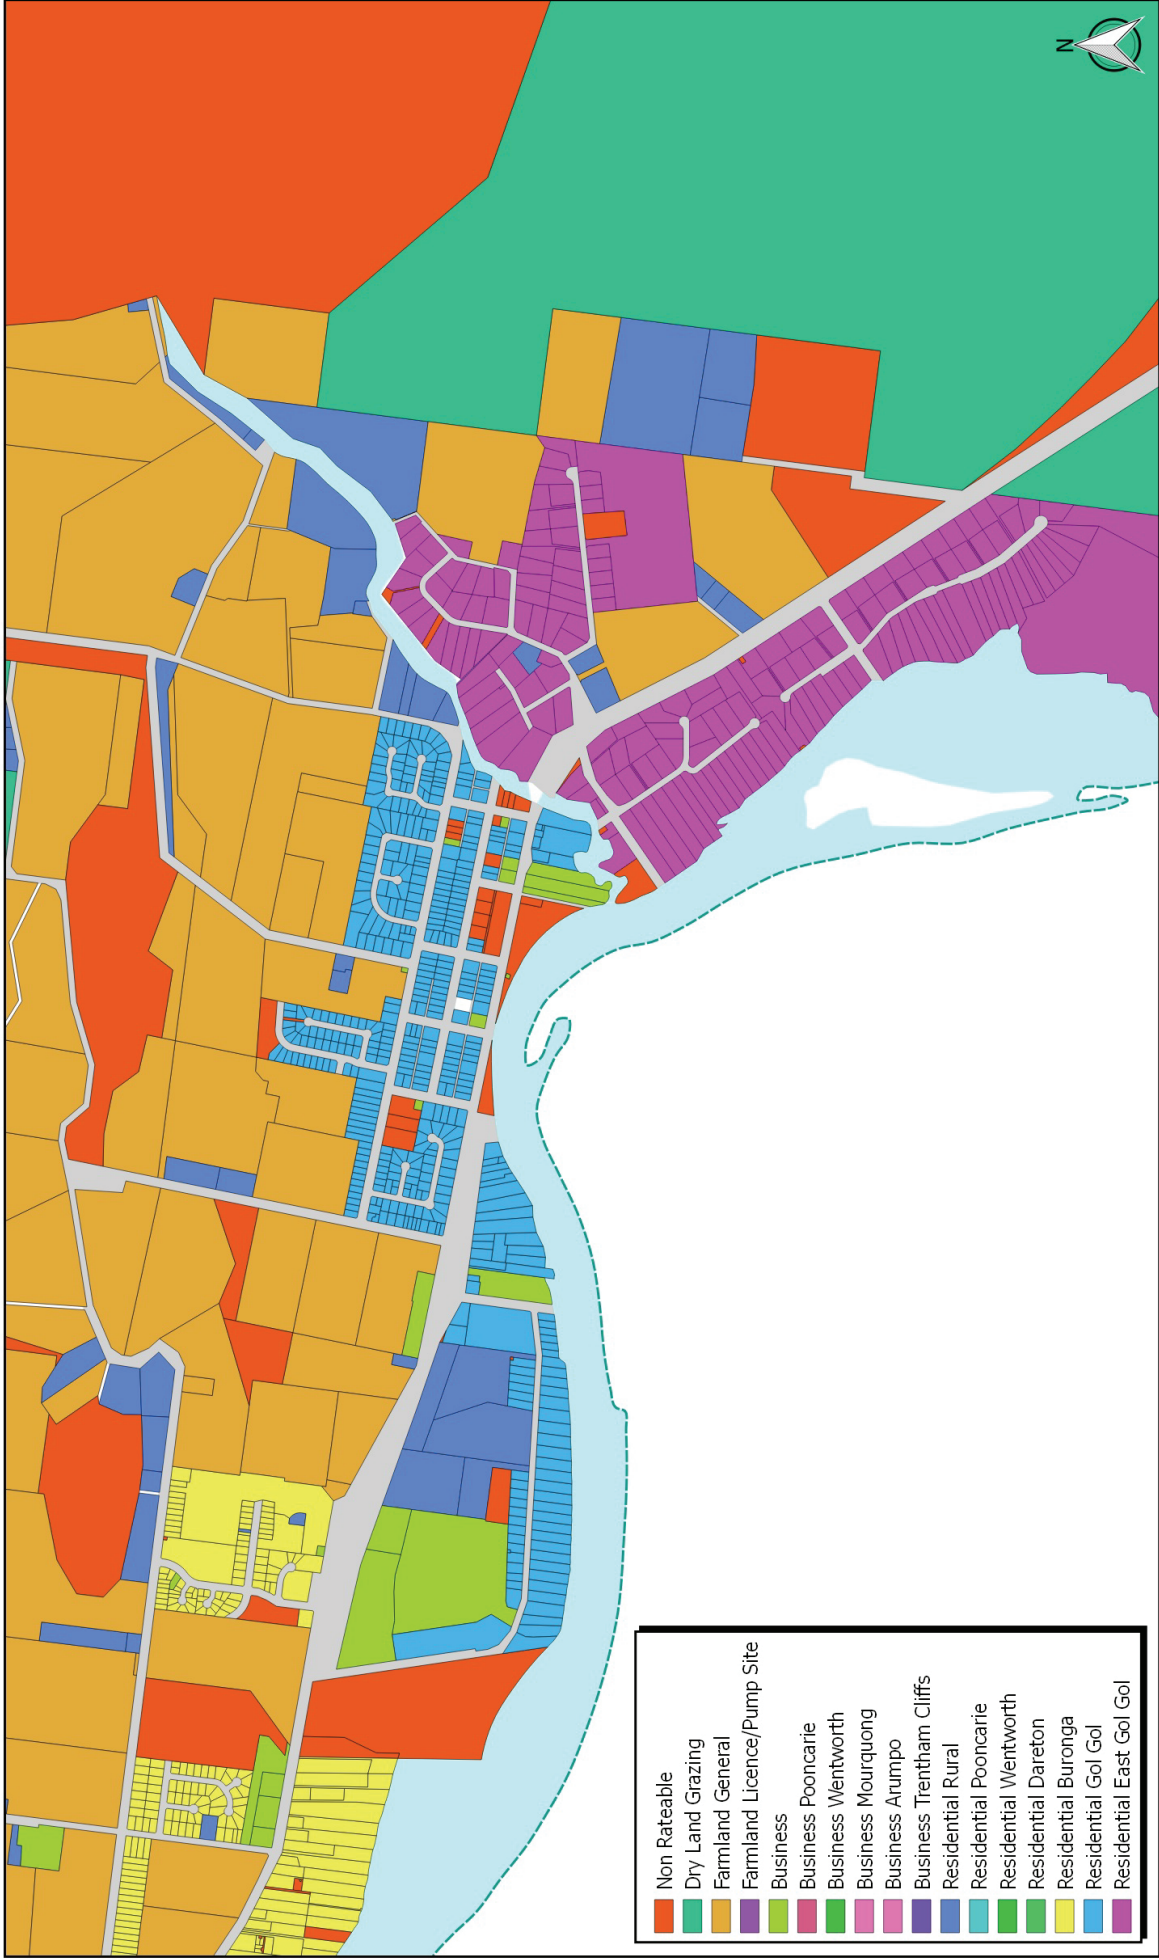 N
Non Rateable
Dry Land Grazing
Farmland General
Farmland Licence/Pump Site
Business
Business Pooncarie
Business Wentworth
Business Mourquong
Business Arumpo
Business Trentham Cliffs
Residential Rural
Residential Pooncarie
Residential Wentworth
Residential Dareton
Residential Buronga
Residential Gol Gol
Residential East Gol Gol